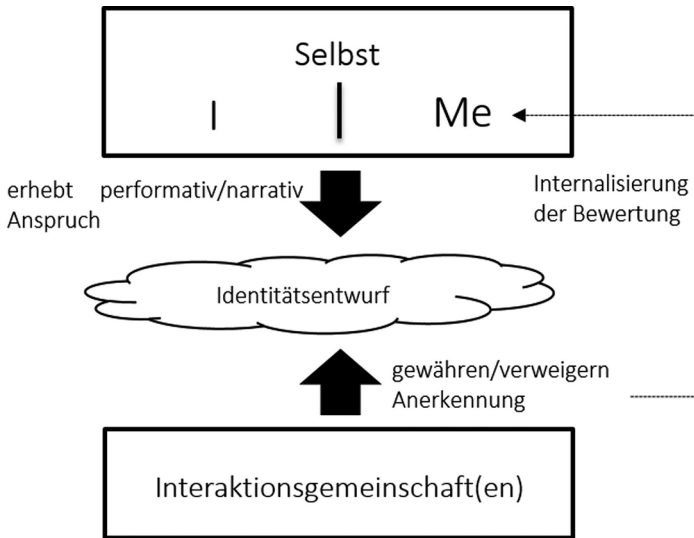 Selbst
I
Me
erhebt performativ/narrativ
Anspruch
Internalisierung
der Bewertung
Identitätsentwurf
gewähren/verweigern
Anerkennung
Interaktionsgemeinschaft(en)